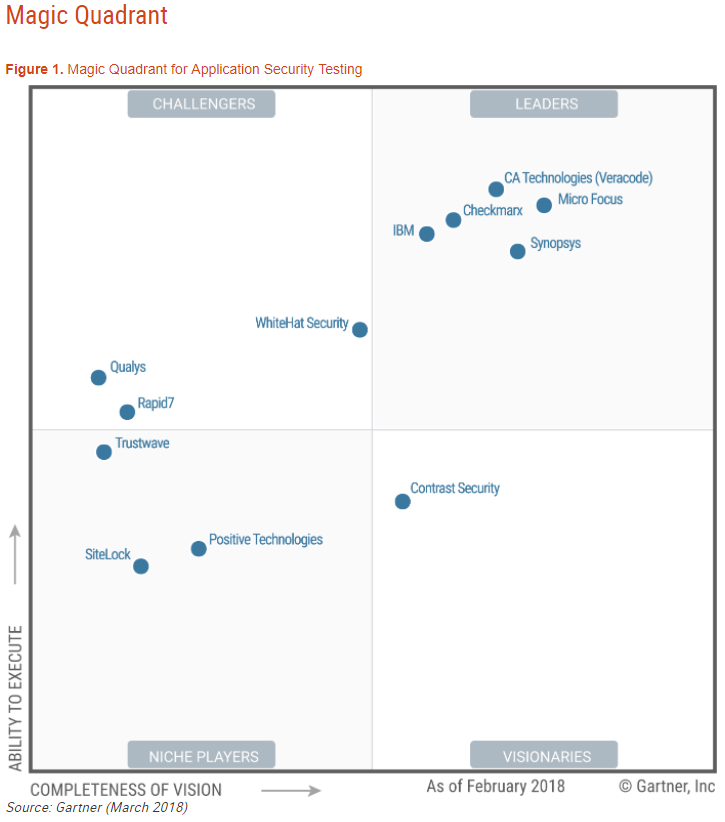 Magic Quadrant
Figure 1. Magic Quadrant for Application Security Testing
CHALLENGERS
LEADERS
CA Technologies (Veracode)
Micro Focus
Checkmarx
IBM
Synopsys
WhiteHat Security
Qualys
Rapid7
Trustwave
Contrast Security
Positive Technologies
SiteLock
ABILITY TO EXECUTE
NICHE PLAYERS
VISIONARIES
COMPLETENESS OF VISION
As of February 2018
© Gartner, Inc
Source: Gartner (March 2018)